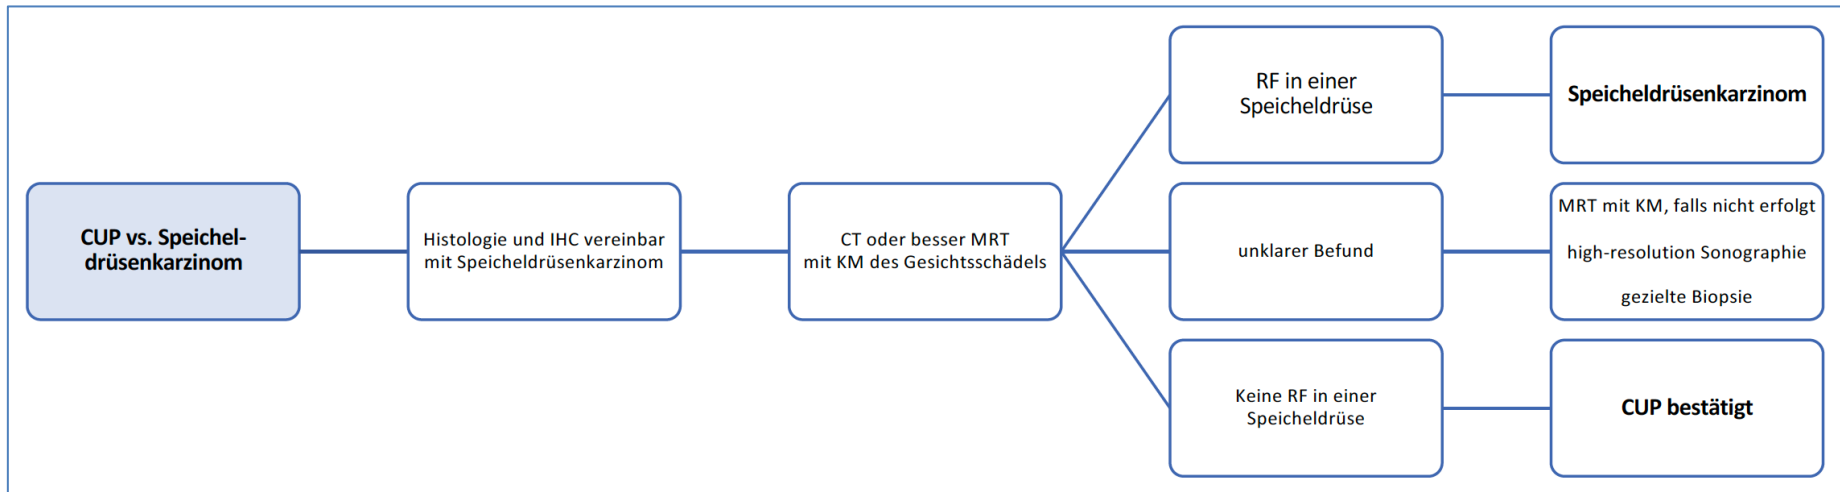 CUP vs. Speichel-
drüsenkarzinom
Histologie und IHC vereinbar
mit Speicheldrüsenkarzinom
CT oder besser MRT
mit KM des Gesichtsschädels
RF in einer
Speicheldrüse
Speicheldrüsenkarzinom
unklarer Befund
MRT mit KM, falls nicht erfolgt
high-resolution Sonographie
gezielte Biopsie
Keine RF in einer
Speicheldrüse
CUP bestätigt